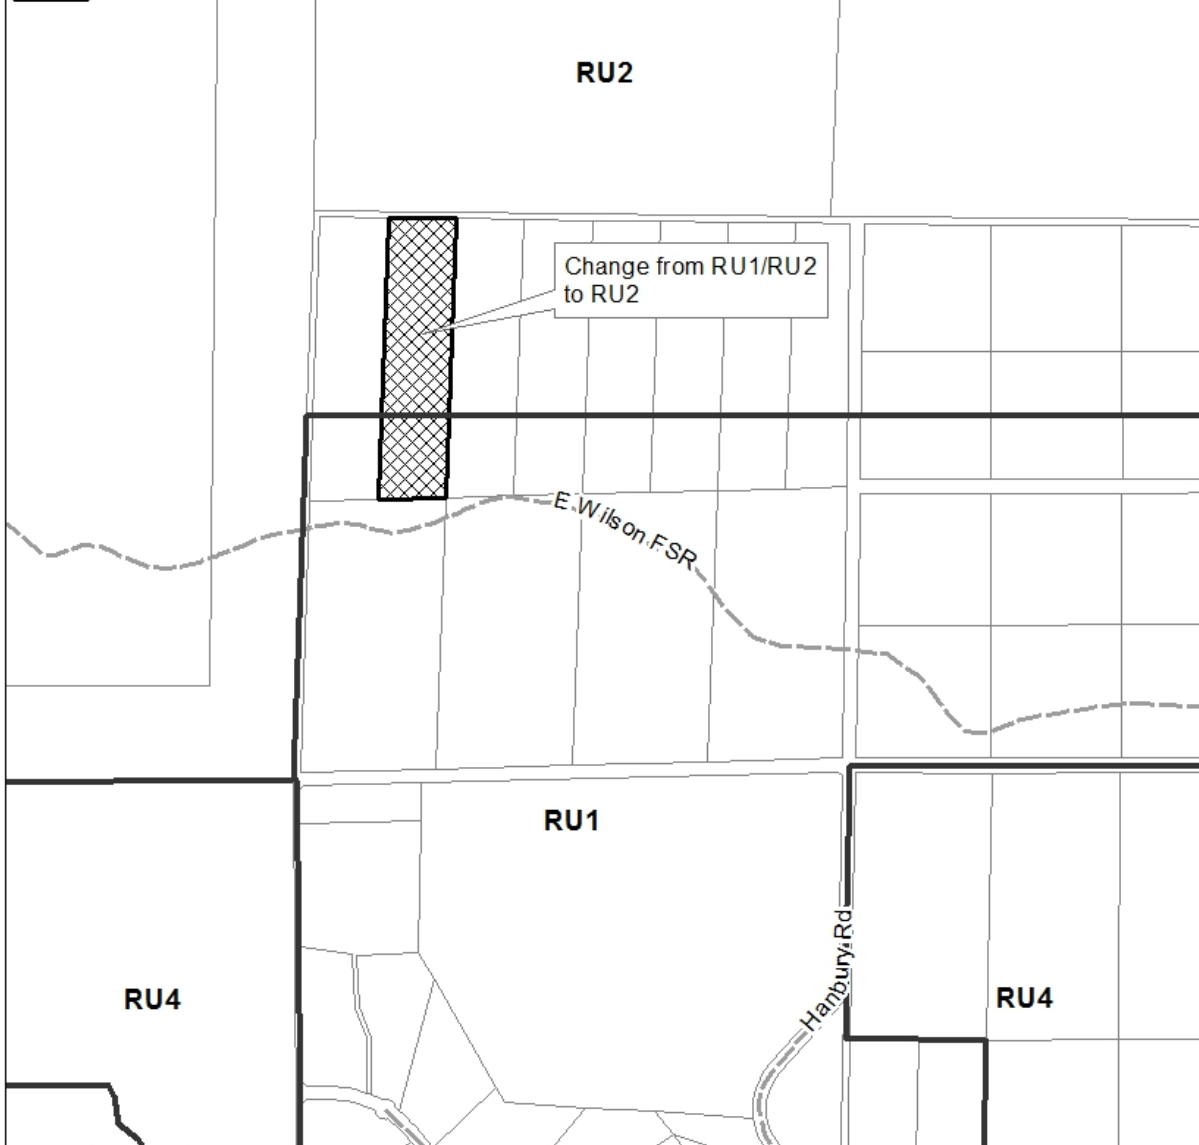 RU2
Change from RU1/RU2
to RU2
E Wilson FSR
RU1
Hanbury Rd
RU4
RU4